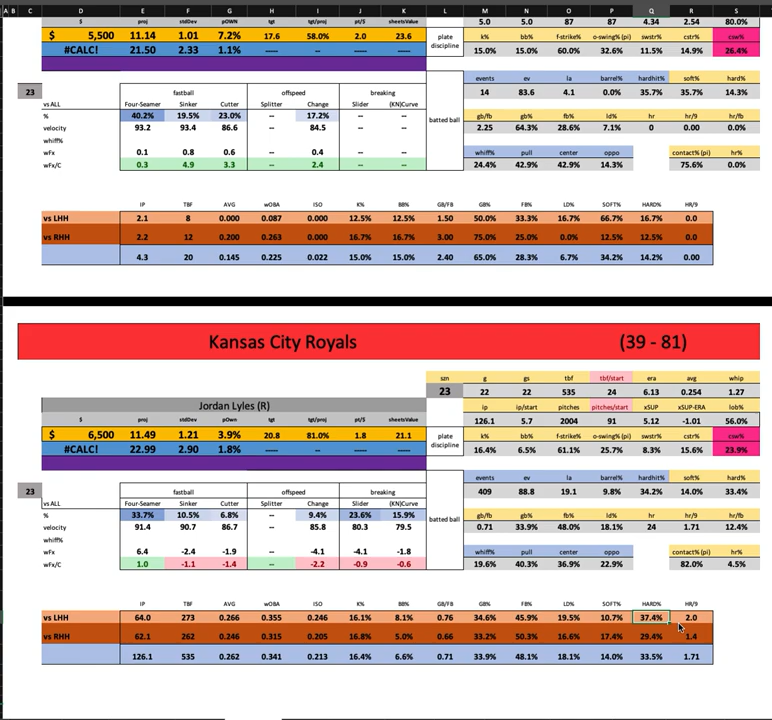 A B C D E F G H I J K L M N O P Q R S
$ proj stdDev pOWN tgt tgt/proj pt/$ sheetsValue 5.0 5.0 87 87 4.34 2.54 80.0%
$ 5,500 11.14 1.01 7.2% 17.6 58.0% 2.0 23.6 plate discipline k% bb% f-strike% o-swing% (pi) swstr% cstr% csw%
#CALC! 21.50 2.33 1.1% ---- --- ---- --- 15.0% 15.0% 60.0% 32.6% 11.5% 14.9% 26.4%
events ev la barrel% hardhit% soft% hard%
23 fastball offspeed breaking 14 83.6 4.1 0.0% 35.7% 35.7% 14.3%
vs ALL Four-Seamer Sinker Cutter Splitter Change Slider (KN)Curve
% 40.2% 19.5% 23.0% -- 17.2% -- -- gb/fb gb% fb% ld% hr hr/9 hr/fb
velocity 93.2 93.4 86.6 -- 84.5 -- -- batted ball 2.25 64.3% 28.6% 7.1% 0 0.00 0.0%
whiff%
wFx 0.1 0.8 0.6 -- 0.4 -- -- whiff% pull center oppo contact% (pi) hr%
wFx/C 0.3 4.9 3.3 -- 2.4 -- -- 24.4% 42.9% 42.9% 14.3% 75.6% 0.0%
IP TBF AVG wOBA ISO K% BB% GB/FB GB% FB% LD% SOFT% HARD% HR/9
vs LHH 2.1 8 0.000 0.087 0.000 12.5% 12.5% 1.50 50.0% 33.3% 16.7% 66.7% 16.7% 0.0
vs RHH 2.2 12 0.200 0.263 0.000 16.7% 16.7% 3.00 75.0% 25.0% 0.0% 12.5% 12.5% 0.0
4.3 20 0.145 0.225 0.022 15.0% 15.0% 2.40 65.0% 28.3% 6.7% 34.2% 14.2% 0.00
Kansas City Royals (39 - 81)
szn g gs tbf tbf/start era avg whip
23 22 22 535 24 6.13 0.254 1.27
Jordan Lyles (R) ip ip/start pitches pitches/start xSUP xSUP-ERA lob%
$ proj stdDev pOwn tgt tgt/proj pt/$ sheetsValue 126.1 5.7 2004 91 5.12 -1.01 56.0%
$ 6,500 11.49 1.21 3.9% 20.8 81.0% 1.8 21.1 plate discipline k% bb% f-strike% o-swing% (pi) swstr% cstr% csw%
#CALC! 22.99 2.90 1.8% ---- --- ---- --- 16.4% 6.5% 61.1% 25.7% 8.3% 15.6% 23.9%
events ev la barrel% hardhit% soft% hard%
23 fastball offspeed breaking 409 88.8 19.1 9.8% 34.2% 14.0% 33.4%
vs ALL Four-Seamer Sinker Cutter Splitter Change Slider (KN)Curve
% 33.7% 10.5% 6.8% -- 9.4% 23.6% 15.9% gb/fb gb% fb% ld% hr hr/9 hr/fb
velocity 91.4 90.7 86.7 -- 85.8 80.3 79.5 batted ball 0.71 33.9% 48.0% 18.1% 24 1.71 12.4%
whiff%
wFx 6.4 -2.4 -1.9 -- -4.1 -4.1 -1.8 whiff% pull center oppo contact% (pi) hr%
wFx/C 1.0 -1.1 -1.4 -- -2.2 -0.9 -0.6 19.6% 40.3% 36.9% 22.9% 82.0% 4.5%
IP TBF AVG wOBA ISO K% BB% GB/FB GB% FB% LD% SOFT% HARD% HR/9
vs LHH 64.0 273 0.266 0.355 0.246 16.1% 8.1% 0.76 34.6% 45.9% 19.5% 10.7% 37.4% 2.0
vs RHH 62.1 262 0.246 0.315 0.205 16.8% 5.0% 0.66 33.2% 50.3% 16.6% 17.4% 29.4% 1.4
126.1 535 0.262 0.341 0.213 16.4% 6.6% 0.71 33.9% 48.1% 18.1% 14.0% 33.5% 1.71